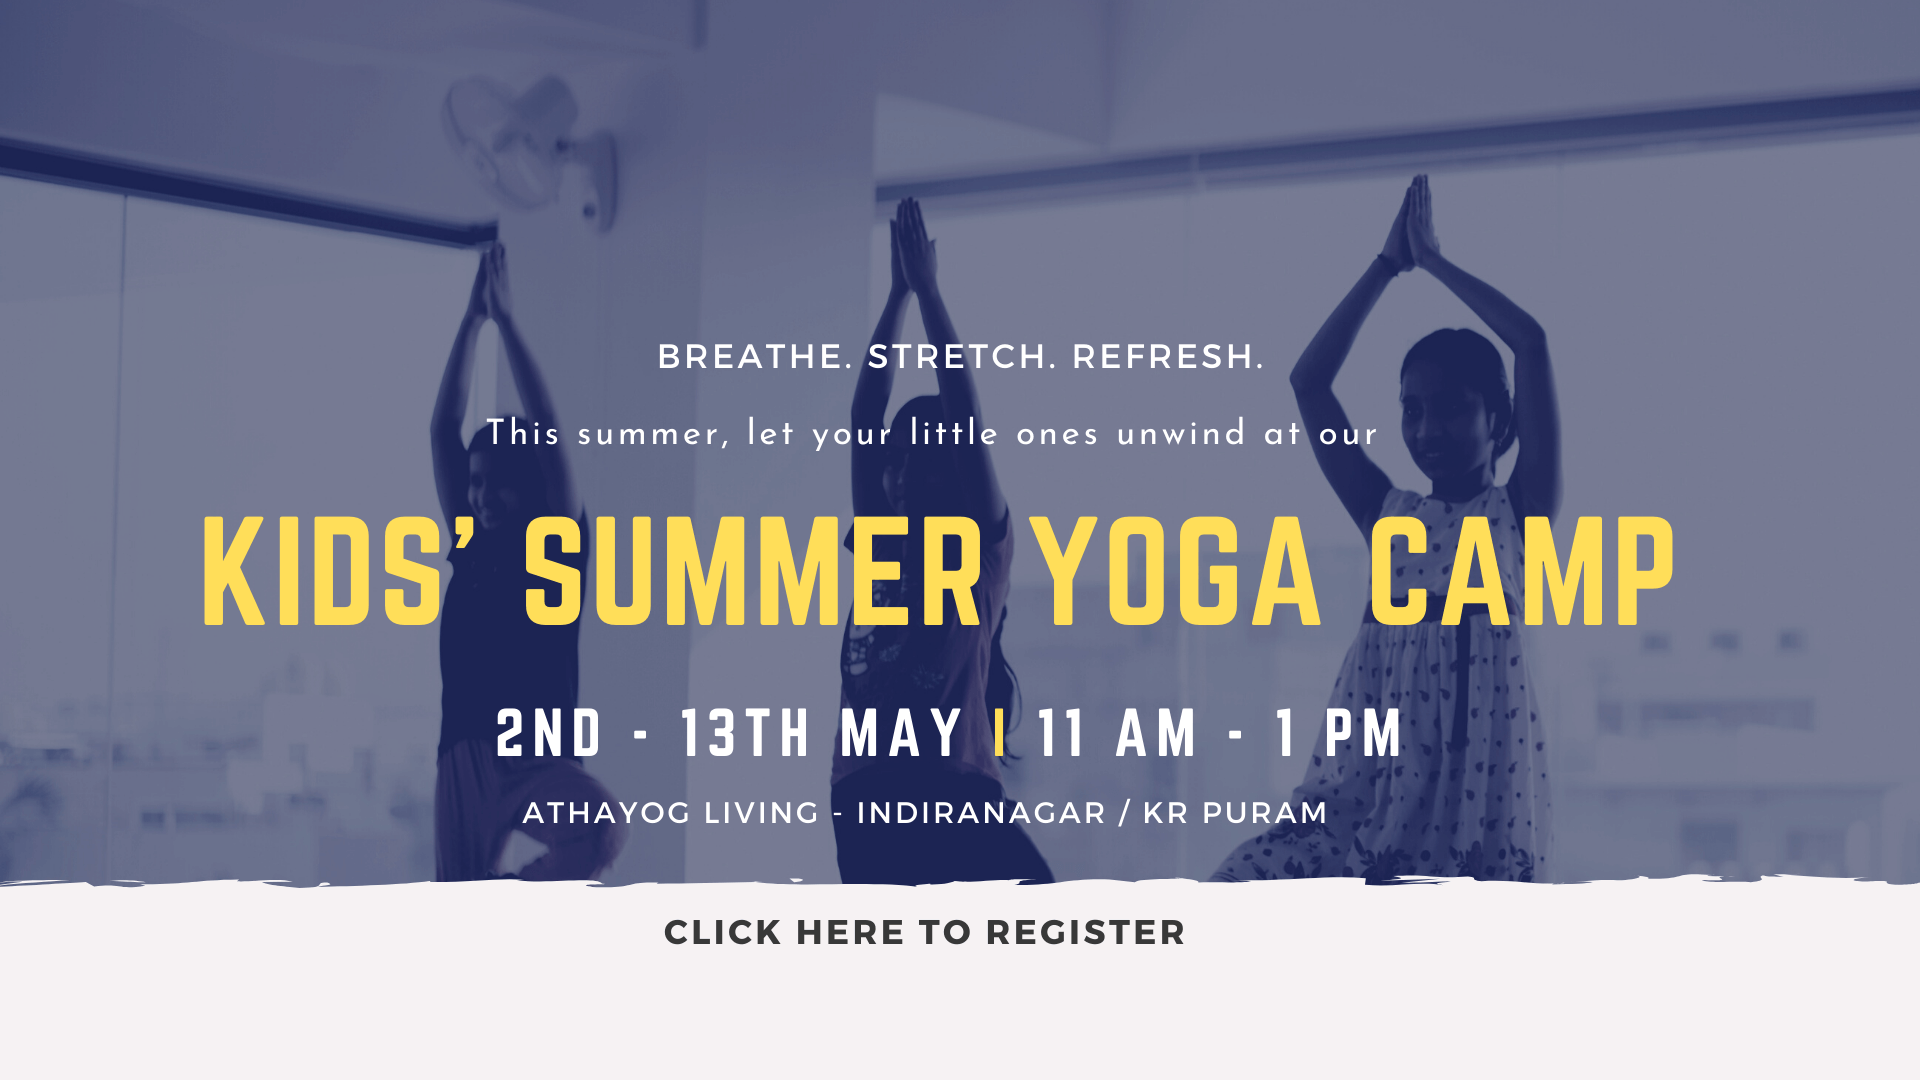 BREATHE. STRETCH. REFRESH.
This summer, let your little ones unwind at our
KIDS' SUMMER YOGA CAMP
2ND - 13TH MAY | 11 AM - 1 PM
ATHAYOG LIVING - INDIRANAGAR / KR PURAM
CLICK HERE TO REGISTER